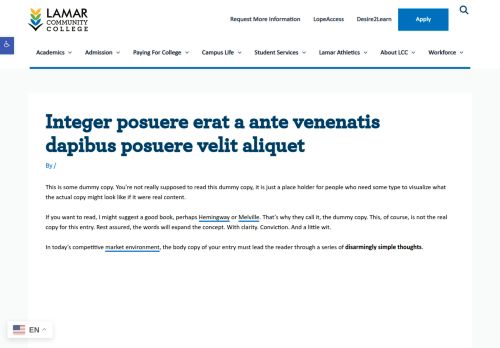 LAMAR
COMMUNITY
COLLEGE
Request More Information LopeAccess Desire2Learn Apply
Academics Admission Paying For College Campus Life Student Services Lamar Athletics About LCC Workforce
Integer posuere erat a ante venenatis
dapibus posuere velit aliquet
By /
This is some dummy copy. You're not really supposed to read this dummy copy, it is just a place holder for people who need some type to visualize what
the actual copy might look like if it were real content.
If you want to read, I might suggest a good book, perhaps Hemingway or Melville. That's why they call it, the dummy copy. This, of course, is not the real
copy for this entry. Rest assured, the words will expand the concept. With clarity. Conviction. And a little wit.
In today's competitive market environment, the body copy of your entry must lead the reader through a series of disarmingly simple thoughts.
EN